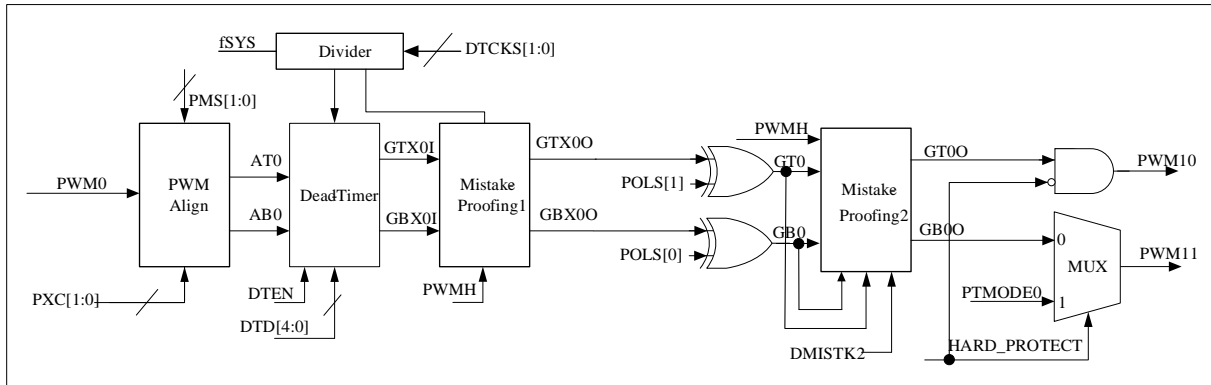 fSYS
Divider
DTCKS[1:0]
PMS[1:0]
PWM0
PWM
Align
PXC[1:0]
AT0
AB0
Dead-Timer
DTEN
DTD[4:0]
GTX0I
GBX0I
Mistake-
Proofing1
PWMH
GTX0O
GBX0O
POLS[1]
POLS[0]
GT0
GB0
PWMH
Mistake-
Proofing2
DMISTK2
GT0O
GB0O
PWM10
0
MUX
1
PTMODE0
PWM11
HARD_PROTECT